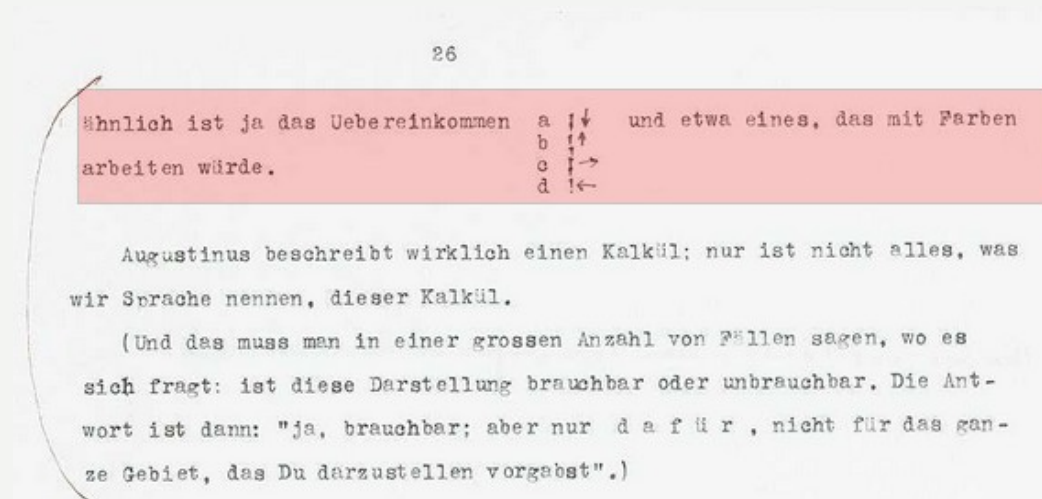 26
ähnlich ist ja das Uebereinkommen a ¦↓ und etwa eines, das mit Farben
b ¦↑
arbeiten würde. c ¦→
d ¦←
Augustinus beschreibt wirklich einen Kalkül; nur ist nicht alles, was
wir Sprache nennen, dieser Kalkül.
(Und das muss man in einer grossen Anzahl von Fällen sagen, wo es
sich fragt: ist diese Darstellung brauchbar oder unbrauchbar. Die Ant-
wort ist dann: "ja, brauchbar; aber nur d a f ü r , nicht für das gan-
ze Gebiet, das Du darzustellen vorgabst".)